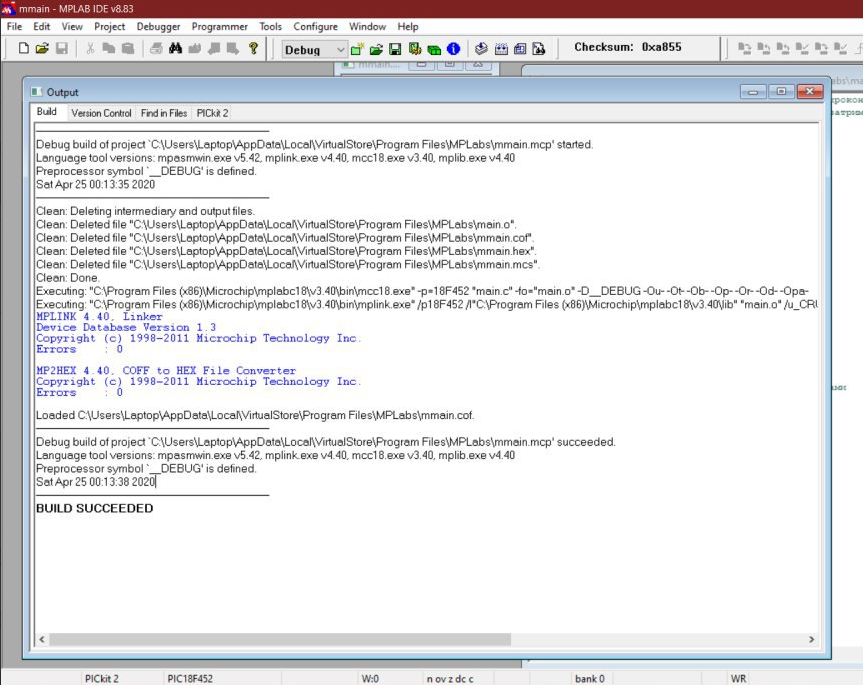 mmain - MPLAB IDE v8.83
File Edit View Project Debugger Programmer Tools Configure Window Help
Debug Checksum: 0xa855
mmain....
Output
Build Version Control Find in Files PICkit 2
Debug build of project `C:\Users\Laptop\AppData\Local\VirtualStore\Program Files\MPLabs\mmain.mcp' started.
Language tool versions: mpasmwin.exe v5.42, mplink.exe v4.40, mcc18.exe v3.40, mplib.exe v4.40
Preprocessor symbol `__DEBUG' is defined.
Sat Apr 25 00:13:35 2020
Clean: Deleting intermediary and output files.
Clean: Deleted file "C:\Users\Laptop\AppData\Local\VirtualStore\Program Files\MPLabs\main.o".
Clean: Deleted file "C:\Users\Laptop\AppData\Local\VirtualStore\Program Files\MPLabs\mmain.cof".
Clean: Deleted file "C:\Users\Laptop\AppData\Local\VirtualStore\Program Files\MPLabs\mmain.hex".
Clean: Deleted file "C:\Users\Laptop\AppData\Local\VirtualStore\Program Files\MPLabs\mmain.mcs".
Clean: Done.
Executing: "C:\Program Files (x86)\Microchip\mplabc18\v3.40\bin\mcc18.exe" -p=18F452 "main.c" -fo="main.o" -D__DEBUG -Ou- -Ot- -Ob- -Op- -Or- -Od- -Opa-
Executing: "C:\Program Files (x86)\Microchip\mplabc18\v3.40\bin\mplink.exe" /p18F452 /l"C:\Program Files (x86)\Microchip\mplabc18\v3.40\lib" "main.o" /u_CRU
MPLINK 4.40, Linker
Device Database Version 1.3
Copyright (c) 1998-2011 Microchip Technology Inc.
Errors : 0
MP2HEX 4.40, COFF to HEX File Converter
Copyright (c) 1998-2011 Microchip Technology Inc.
Errors : 0
Loaded C:\Users\Laptop\AppData\Local\VirtualStore\Program Files\MPLabs\mmain.cof.
Debug build of project `C:\Users\Laptop\AppData\Local\VirtualStore\Program Files\MPLabs\mmain.mcp' succeeded.
Language tool versions: mpasmwin.exe v5.42, mplink.exe v4.40, mcc18.exe v3.40, mplib.exe v4.40
Preprocessor symbol `__DEBUG' is defined.
Sat Apr 25 00:13:38 2020
BUILD SUCCEEDED
PICkit 2 PIC18F452 W:0 n ov z dc c bank 0 WR